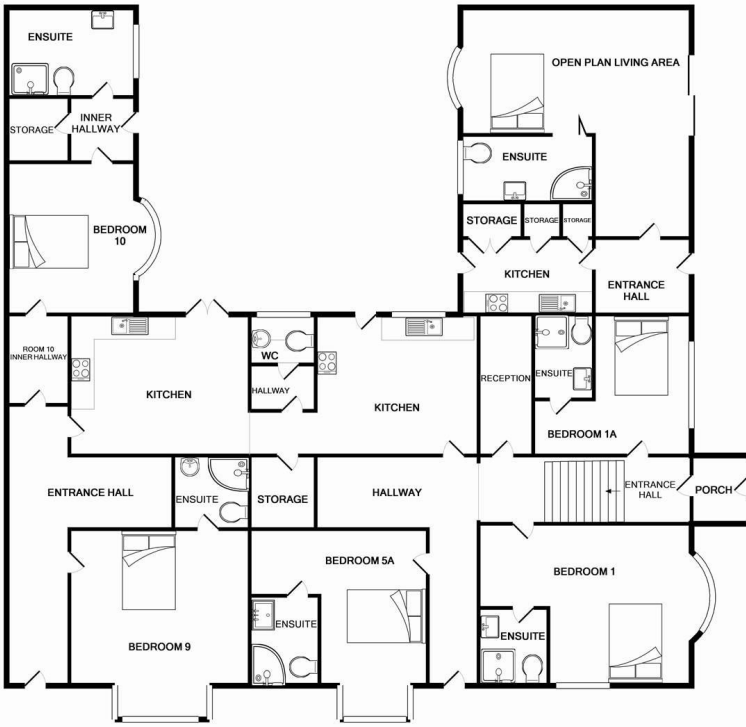 ENSUITE
OPEN PLAN LIVING AREA
STORAGE
INNER
HALLWAY
ENSUITE
BEDROOM
10
STORAGE
STORAGE
STORAGE
KITCHEN
ENTRANCE
HALL
ROOM 10
INNER HALLWAY
WC
HALLWAY
KITCHEN
KITCHEN
RECEPTION
ENSUITE
BEDROOM 1A
ENTRANCE HALL
ENSUITE
STORAGE
HALLWAY
ENTRANCE
HALL
PORCH
BEDROOM 5A
BEDROOM 1
ENSUITE
ENSUITE
BEDROOM 9